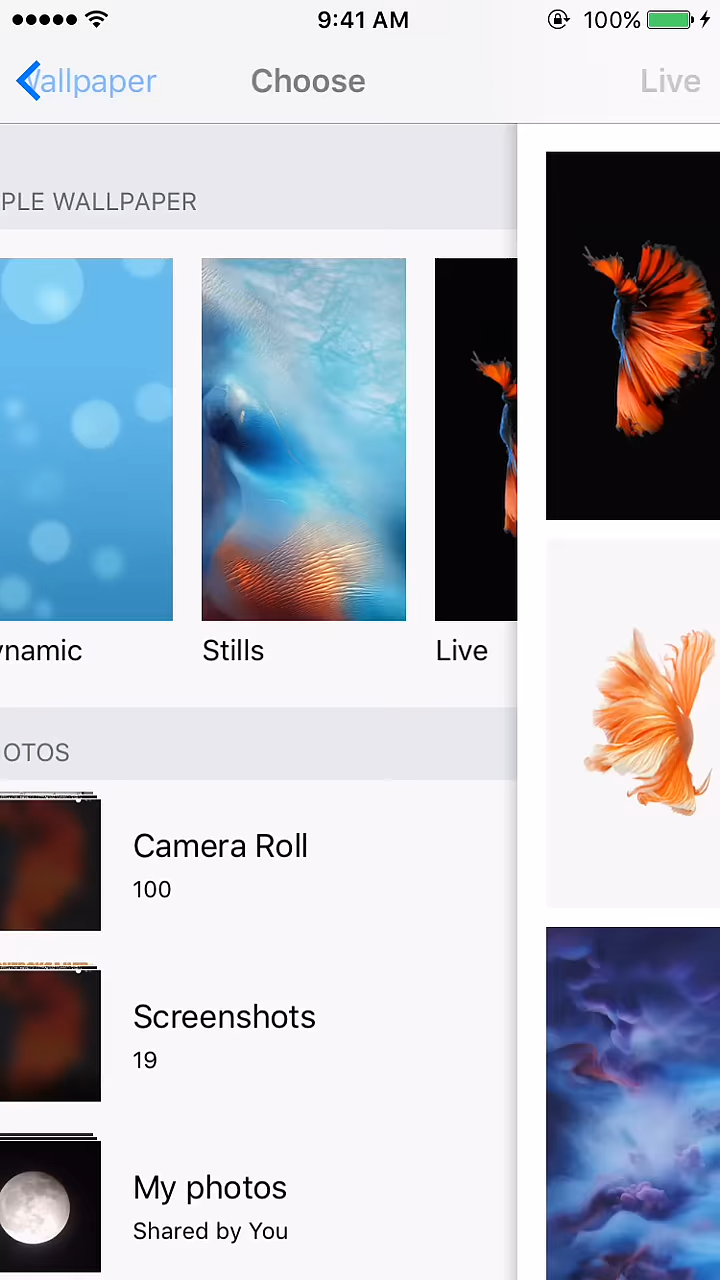 9:41 AM
100%
Wallpaper
Choose
Live
PLE WALLPAPER
ynamic
Stills
Live
OTOS
Camera Roll
100
Screenshots
19
My photos
Shared by You